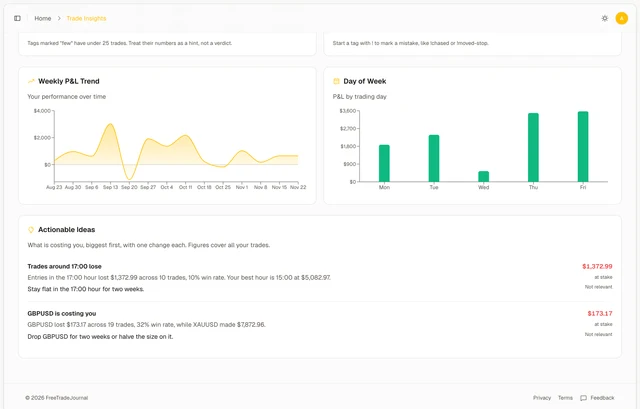 Home > Trade Insights
A
Tags marked "few" have under 25 trades. Treat their numbers as a hint, not a verdict.
Start a tag with ! to mark a mistake, like !chased or !moved-stop.
Weekly P&L Trend
Your performance over time
$4,000
$2,000
$0
Aug 23 Aug 30 Sep 6 Sep 13 Sep 20 Sep 27 Oct 4 Oct 11 Oct 18 Oct 25 Nov 1 Nov 8 Nov 15 Nov 22
Day of Week
P&L by trading day
$3,600
$2,700
$1,800
$900
$0
Mon Tue Wed Thu Fri
Actionable Ideas
What is costing you, biggest first, with one change each. Figures cover all your trades.
Trades around 17:00 lose
$1,372.99
Entries in the 17:00 hour lost $1,372.99 across 10 trades, 10% win rate. Your best hour is 15:00 at $5,082.97.
at stake
Stay flat in the 17:00 hour for two weeks.
Not relevant
GBPUSD is costing you
$173.17
GBPUSD lost $173.17 across 19 trades, 32% win rate, while XAUUSD made $7,872.96.
at stake
Drop GBPUSD for two weeks or halve the size on it.
Not relevant
© 2026 FreeTradeJournal
Privacy Terms Feedback